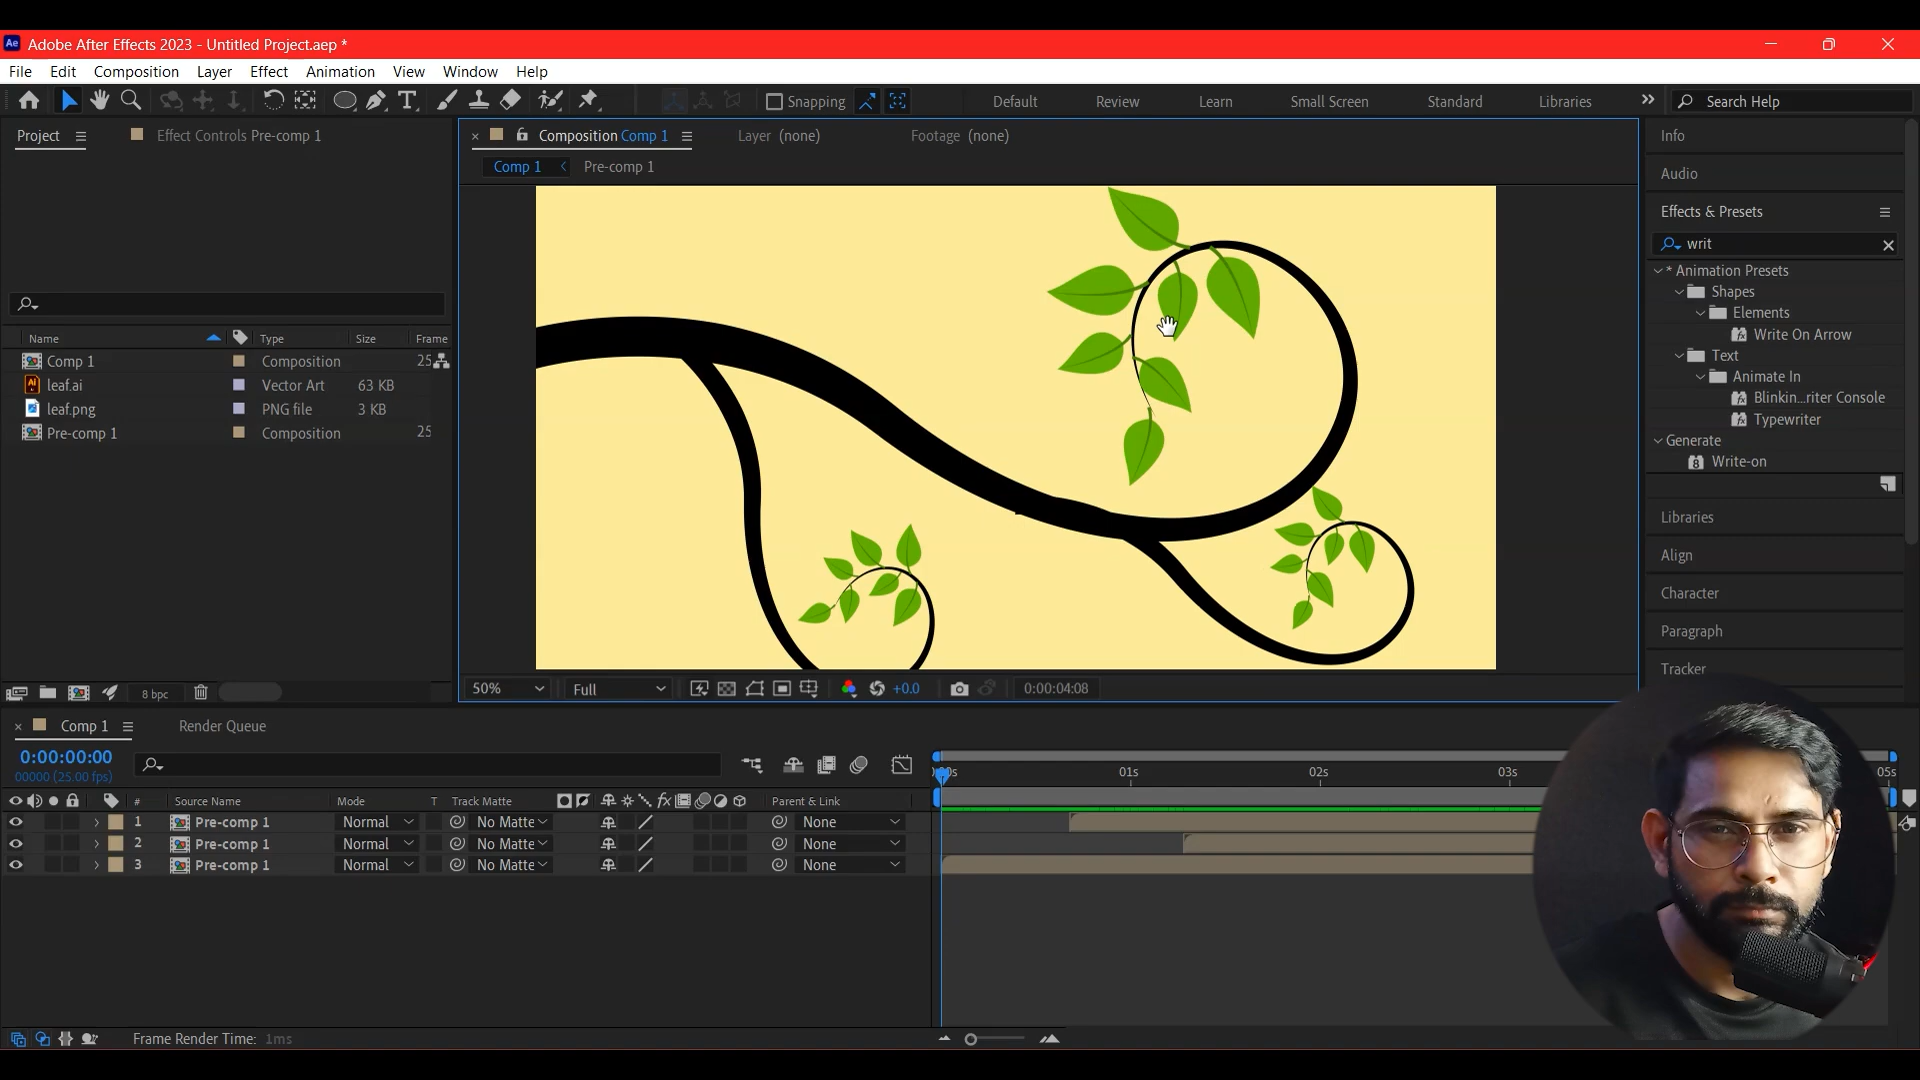 Ae Adobe After Effects 2023 - Untitled Project.aep *
File Edit Composition Layer Effect Animation View Window Help
Snapping Default Review Learn Small Screen Standard Libraries Search Help
Project Effect Controls Pre-comp 1
Composition Comp 1 Layer (none) Footage (none)
Comp 1 Pre-comp 1
Name Type Size Frame
Comp 1 Composition 25
Ai leaf.ai Vector Art 63 KB
leaf.png PNG file 3 KB
Pre-comp 1 Composition 25
8 bpc
50% Full +0.0 0:00:04:08
Info
Audio
Effects & Presets
writ
* Animation Presets
Shapes
Elements
Write On Arrow
Text
Animate In
Blinkin...riter Console
Typewriter
Generate
8 Write-on
Libraries
Align
Character
Paragraph
Tracker
Comp 1 Render Queue
0:00:00:00
00000 (25.00 fps)
01s 02s 03s 05s
# Source Name Mode T Track Matte fx Parent & Link
1 Pre-comp 1 Normal No Matte None
2 Pre-comp 1 Normal No Matte None
3 Pre-comp 1 Normal No Matte None
Frame Render Time: 1ms